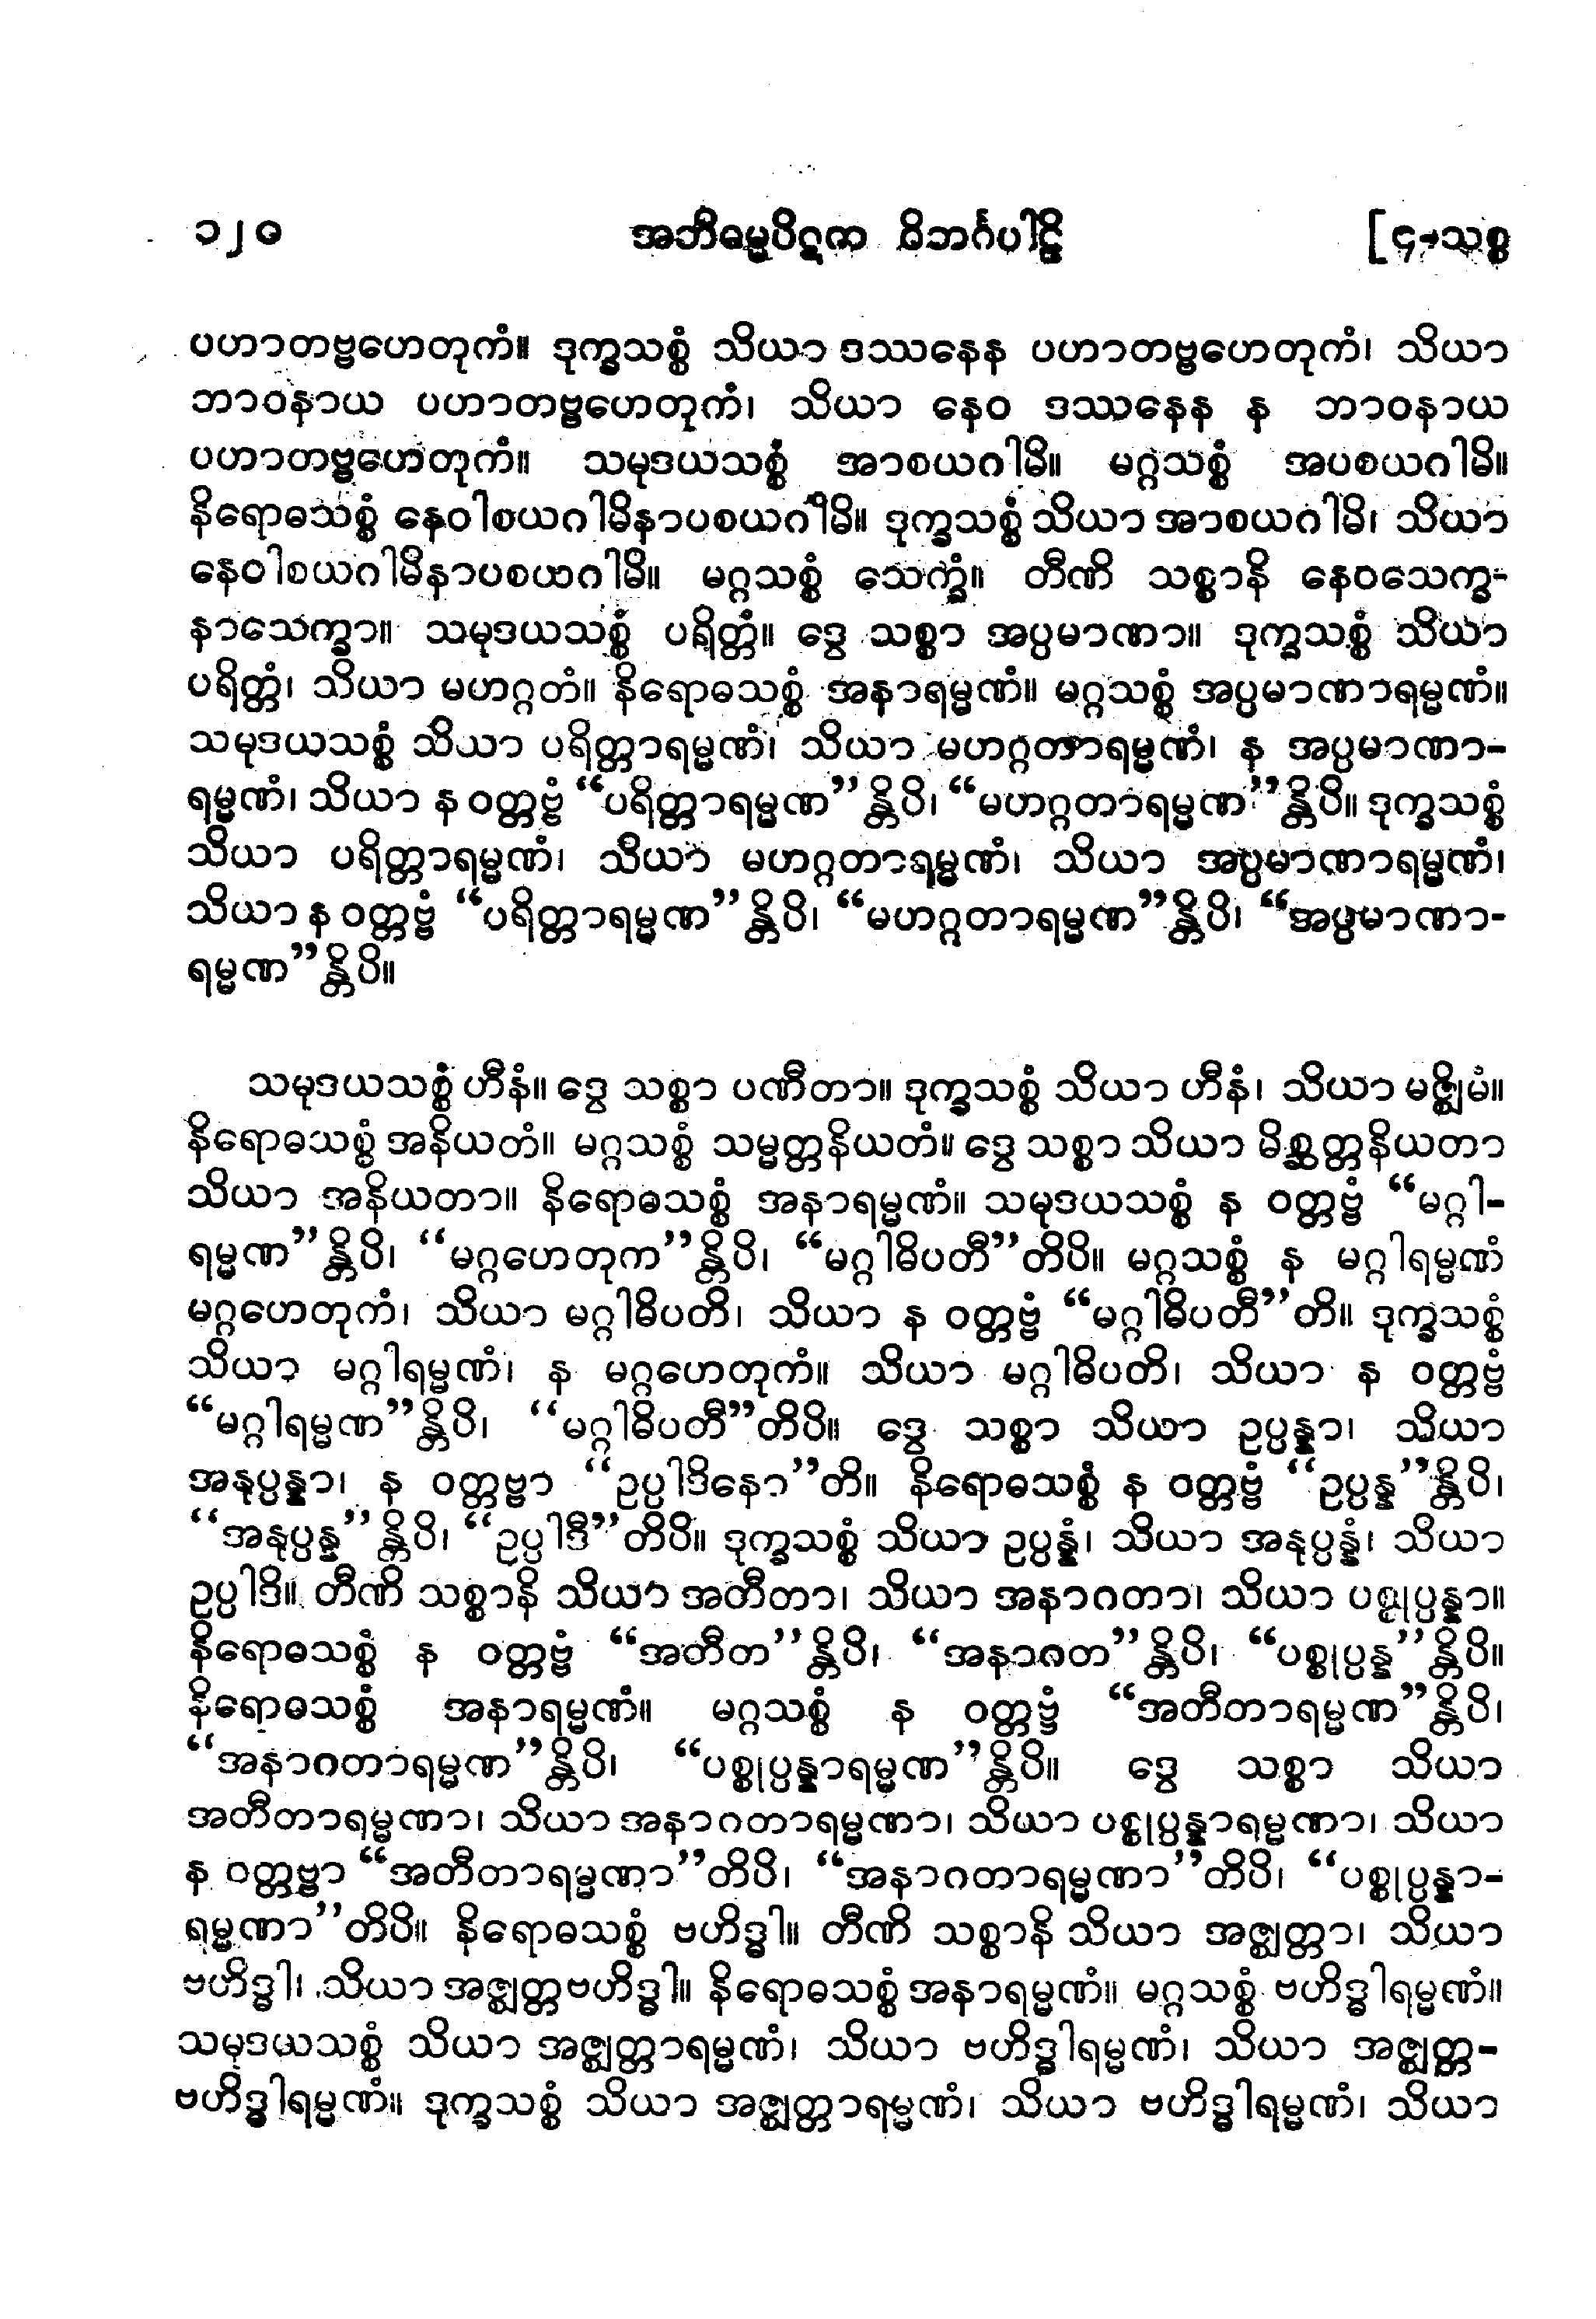 ၁၂၀ အဘိဓမ္မပိဋက ဝိဘင်္ဂပါဠိ [၄-သစ္စ
ပဟာတဗ္ဗဟေတုကံ။ ဒုက္ခသစ္စံ သိယာ ဒဿနေန ပဟာတဗ္ဗဟေတုကံ၊ သိယာ
ဘာဝနာယ ပဟာတဗ္ဗဟေတုကံ၊ သိယာ နေဝ ဒဿနေန န ဘာဝနာယ
ပဟာတဗ္ဗဟေတုကံ။ သမုဒယသစ္စံ အာစယဂါမိ။ မဂ္ဂသစ္စံ အပစယဂါမိ။
နိရောဓသစ္စံ နေဝါစယဂါမိနာပစယဂါမိ။ ဒုက္ခသစ္စံ သိယာ အာစယဂါမိ၊ သိယာ
နေဝါစယဂါမိနာပစယဂါမိ။ မဂ္ဂသစ္စံ သေက္ခံ။ တီဏိ သစ္စာနိ နေဝသေက္ခ-
နာသေက္ခာ။ သမုဒယသစ္စံ ပရိတ္တံ။ ဒွေ သစ္စာ အပ္ပမာဏာ။ ဒုက္ခသစ္စံ သိယာ
ပရိတ္တံ၊ သိယာ မဟဂ္ဂတံ။ နိရောဓသစ္စံ အနာရမ္မဏံ။ မဂ္ဂသစ္စံ အပ္ပမာဏာရမ္မဏံ။
သမုဒယသစ္စံ သိယာ ပရိတ္တာရမ္မဏံ၊ သိယာ မဟဂ္ဂတာရမ္မဏံ၊ န အပ္ပမာဏာ-
ရမ္မဏံ၊ သိယာ န ဝတ္တဗ္ဗံ “ပရိတ္တာရမ္မဏ”န္တိပိ၊ “မဟဂ္ဂတာရမ္မဏ”န္တိပိ။ ဒုက္ခသစ္စံ
သိယာ ပရိတ္တာရမ္မဏံ၊ သိယာ မဟဂ္ဂတာရမ္မဏံ၊ သိယာ အပ္ပမာဏာရမ္မဏံ၊
သိယာ န ဝတ္တဗ္ဗံ “ပရိတ္တာရမ္မဏ”န္တိပိ၊ “မဟဂ္ဂတာရမ္မဏ”န္တိပိ၊ “အပ္ပမာဏာ-
ရမ္မဏ”န္တိပိ။
သမုဒယသစ္စံ ဟီနံ။ ဒွေ သစ္စာ ပဏီတာ။ ဒုက္ခသစ္စံ သိယာ ဟီနံ၊ သိယာ မဇ္ဈိမံ။
နိရောဓသစ္စံ အနိယတံ။ မဂ္ဂသစ္စံ သမ္မတ္တနိယတံ။ ဒွေ သစ္စာ သိယာ မိစ္ဆတ္တနိယတာ
သိယာ အနိယတာ။ နိရောဓသစ္စံ အနာရမ္မဏံ။ သမုဒယသစ္စံ န ဝတ္တဗ္ဗံ “မဂ္ဂါ-
ရမ္မဏ”န္တိပိ၊ “မဂ္ဂဟေတုက”န္တိပိ၊ “မဂ္ဂါဓိပတီ”တိပိ။ မဂ္ဂသစ္စံ န မဂ္ဂါရမ္မဏံ
မဂ္ဂဟေတုကံ၊ သိယာ မဂ္ဂါဓိပတိ၊ သိယာ န ဝတ္တဗ္ဗံ “မဂ္ဂါဓိပတီ”တိ။ ဒုက္ခသစ္စံ
သိယာ မဂ္ဂါရမ္မဏံ၊ န မဂ္ဂဟေတုကံ။ သိယာ မဂ္ဂါဓိပတိ၊ သိယာ န ဝတ္တဗ္ဗံ
“မဂ္ဂါရမ္မဏ”န္တိပိ၊ “မဂ္ဂါဓိပတီ”တိပိ။ ဒွေ သစ္စာ သိယာ ဥပ္ပန္နာ၊ သိယာ
အနုပ္ပန္နာ၊ န ဝတ္တဗ္ဗာ “ဥပ္ပါဒိနော”တိ။ နိရောဓသစ္စံ န ဝတ္တဗ္ဗံ “ဥပ္ပန္န”န္တိပိ၊
“အနုပ္ပန္န”န္တိပိ၊ “ဥပ္ပါဒီ”တိပိ။ ဒုက္ခသစ္စံ သိယာ ဥပ္ပန္နံ၊ သိယာ အနုပ္ပန္နံ၊ သိယာ
ဥပ္ပါဒိ။ တီဏိ သစ္စာနိ သိယာ အတီတာ၊ သိယာ အနာဂတာ၊ သိယာ ပစ္စုပ္ပန္နာ။
နိရောဓသစ္စံ န ဝတ္တဗ္ဗံ “အတီတ”န္တိပိ၊ “အနာဂတ”န္တိပိ၊ “ပစ္စုပ္ပန္န”န္တိပိ။
နိရောဓသစ္စံ အနာရမ္မဏံ။ မဂ္ဂသစ္စံ န ဝတ္တဗ္ဗံ “အတီတာရမ္မဏ”န္တိပိ၊
“အနာဂတာရမ္မဏ”န္တိပိ၊ “ပစ္စုပ္ပန္နာရမ္မဏ”န္တိပိ။ ဒွေ သစ္စာ သိယာ
အတီတာရမ္မဏာ၊ သိယာ အနာဂတာရမ္မဏာ၊ သိယာ ပစ္စုပ္ပန္နာရမ္မဏာ၊ သိယာ
န ဝတ္တဗ္ဗာ “အတီတာရမ္မဏာ”တိပိ၊ “အနာဂတာရမ္မဏာ”တိပိ၊ “ပစ္စုပ္ပန္နာ-
ရမ္မဏာ”တိပိ။ နိရောဓသစ္စံ ဗဟိဒ္ဓါ။ တီဏိ သစ္စာနိ သိယာ အဇ္ဈတ္တာ၊ သိယာ
ဗဟိဒ္ဓါ၊ သိယာ အဇ္ဈတ္တဗဟိဒ္ဓါ။ နိရောဓသစ္စံ အနာရမ္မဏံ။ မဂ္ဂသစ္စံ ဗဟိဒ္ဓါရမ္မဏံ။
သမုဒယသစ္စံ သိယာ အဇ္ဈတ္တာရမ္မဏံ၊ သိယာ ဗဟိဒ္ဓါရမ္မဏံ၊ သိယာ အဇ္ဈတ္တ-
ဗဟိဒ္ဓါရမ္မဏံ။ ဒုက္ခသစ္စံ သိယာ အဇ္ဈတ္တာရမ္မဏံ၊ သိယာ ဗဟိဒ္ဓါရမ္မဏံ၊ သိယာ